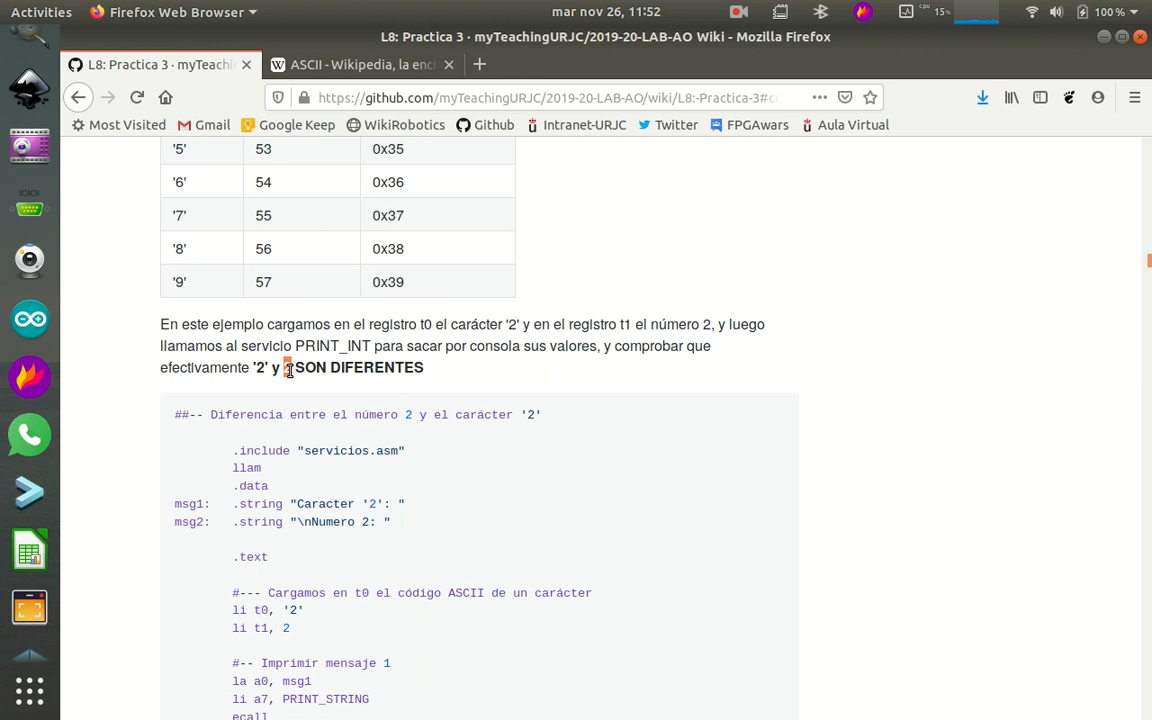 Activities Firefox Web Browser mar nov 26, 11:52 cpu 15% 100%
L8: Practica 3 · myTeachingURJC/2019-20-LAB-AO Wiki - Mozilla Firefox
L8: Practica 3 · myTeachi ASCII - Wikipedia, la enci
https://github.com/myTeachingURJC/2019-20-LAB-AO/wiki/L8:-Practica-3#co
Most Visited Gmail Google Keep WikiRobotics Github Intranet-URJC Twitter FPGAwars Aula Virtual
'5' 53 0x35
'6' 54 0x36
'7' 55 0x37
'8' 56 0x38
'9' 57 0x39
En este ejemplo cargamos en el registro t0 el carácter '2' y en el registro t1 el número 2, y luego
llamamos al servicio PRINT_INT para sacar por consola sus valores, y comprobar que
efectivamente '2' y SON DIFERENTES
##-- Diferencia entre el número 2 y el carácter '2'
.include "servicios.asm"
llam
.data
msg1: .string "Caracter '2': "
msg2: .string "\nNumero 2: "
.text
#--- Cargamos en t0 el código ASCII de un carácter
li t0, '2'
li t1, 2
#-- Imprimir mensaje 1
la a0, msg1
li a7, PRINT_STRING
ecall